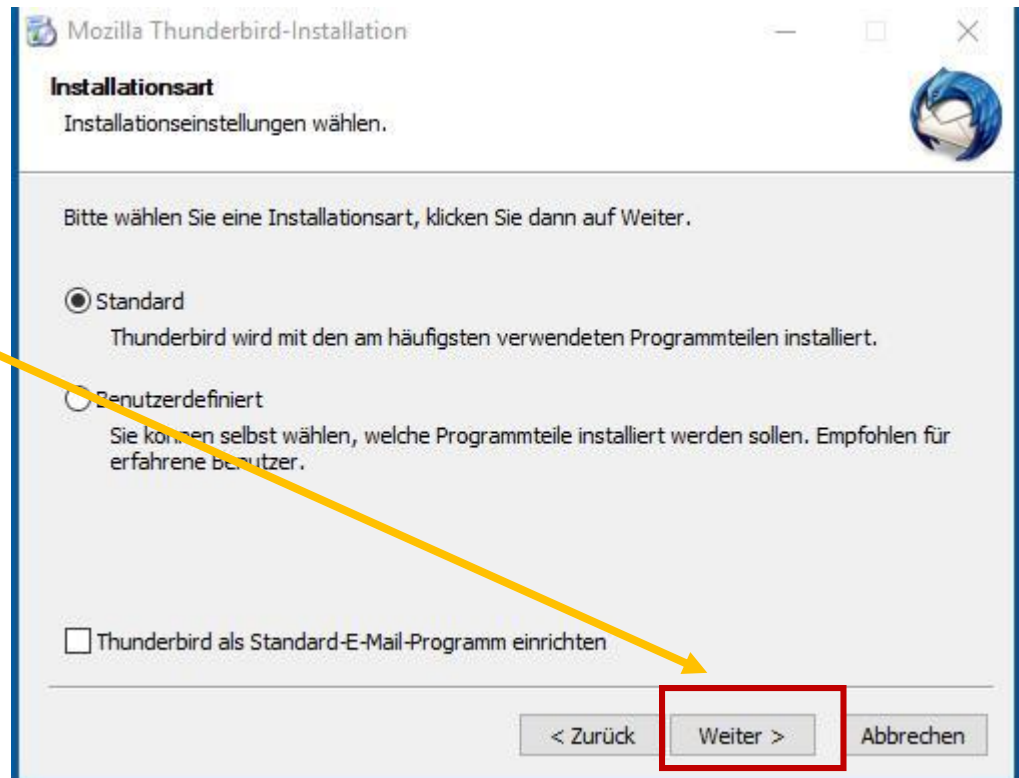 Mozilla Thunderbird-Installation
Installationsart
Installationseinstellungen wählen.
Bitte wählen Sie eine Installationsart, klicken Sie dann auf Weiter.
Standard
Thunderbird wird mit den am häufigsten verwendeten Programmteilen installiert.
Benutzerdefiniert
Sie können selbst wählen, welche Programmteile installiert werden sollen. Empfohlen für
erfahrene Benutzer.
Thunderbird als Standard-E-Mail-Programm einrichten
< Zurück Weiter > Abbrechen